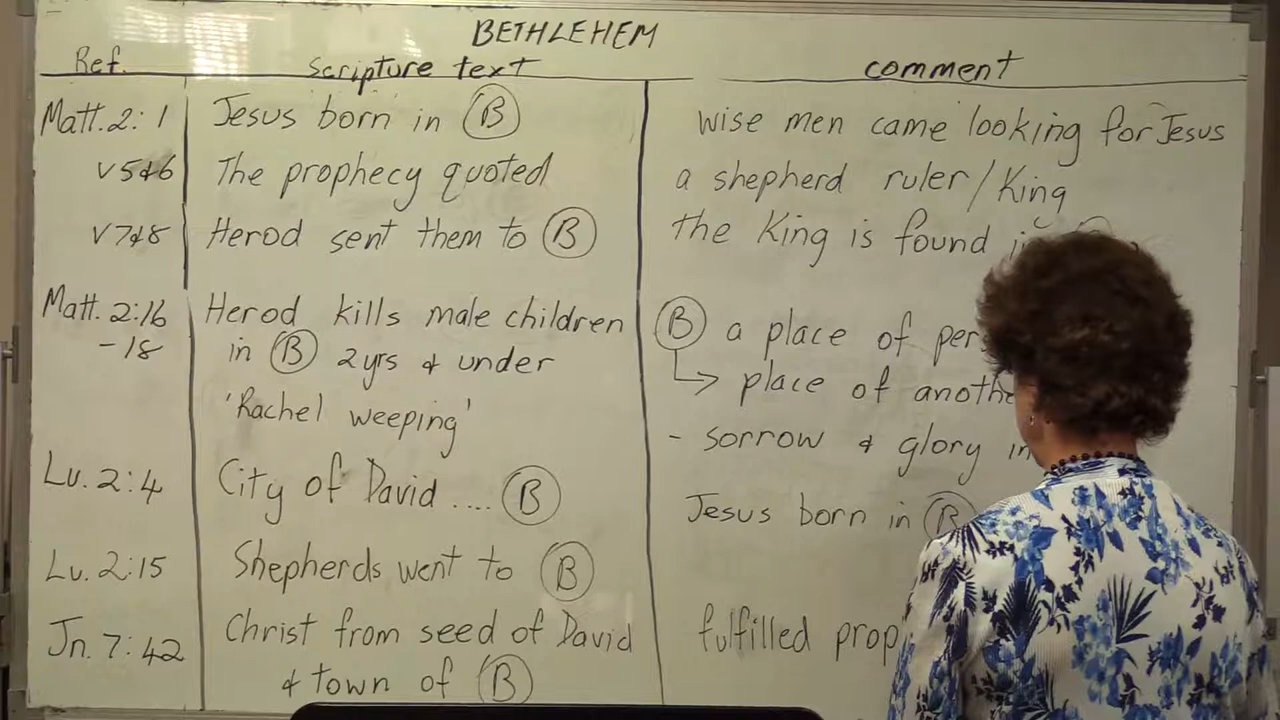 BETHLEHEM
Ref. Scripture text comment
Matt. 2:1 Jesus born in B wise men came looking for Jesus
v5&6 The prophecy quoted a shepherd ruler/King
v7&8 Herod sent them to B the King is found
Matt. 2:16 Herod kills male children B a place of
-18 in B 2yrs & under place of
'Rachel weeping' - sorrow & glory in
Lu. 2:4 City of David .... B Jesus born in B
Lu. 2:15 Shepherds went to B
Jn. 7:42 Christ from seed of David fulfilled
& town of B